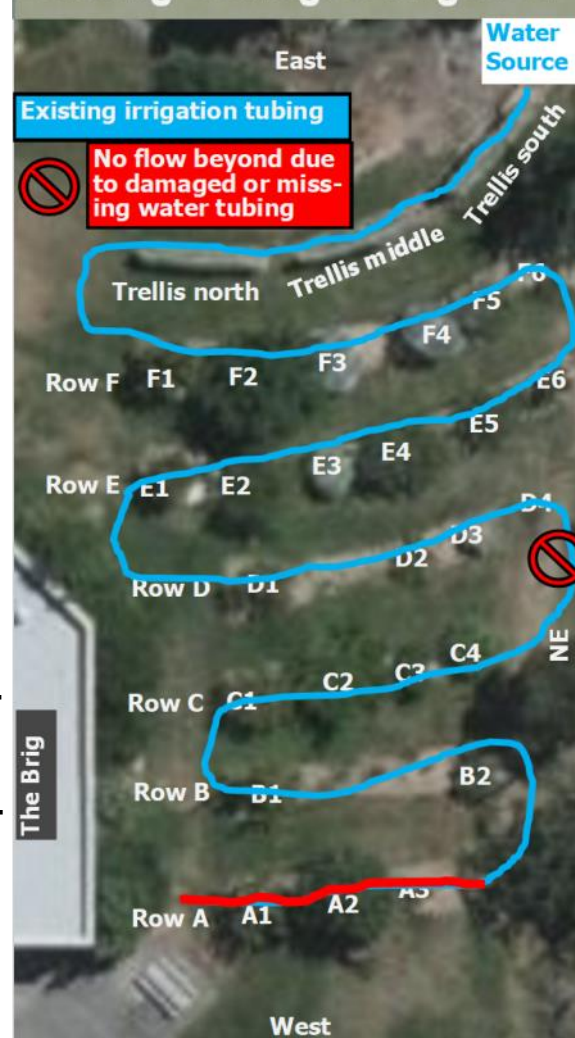 East
Water
Source
Existing irrigation tubing
No flow beyond due
to damaged or miss-
ing water tubing
Trellis south
Trellis middle
Trellis north
F6
F5
F4
F3
Row F F1 F2
E6
E5
E4
E3
Row E E1 E2
D4
D3
D2
Row D D1
NE
C4
C3
C2
Row C C1
The Brig
B2
Row B B1
A3
A2
Row A A1
West